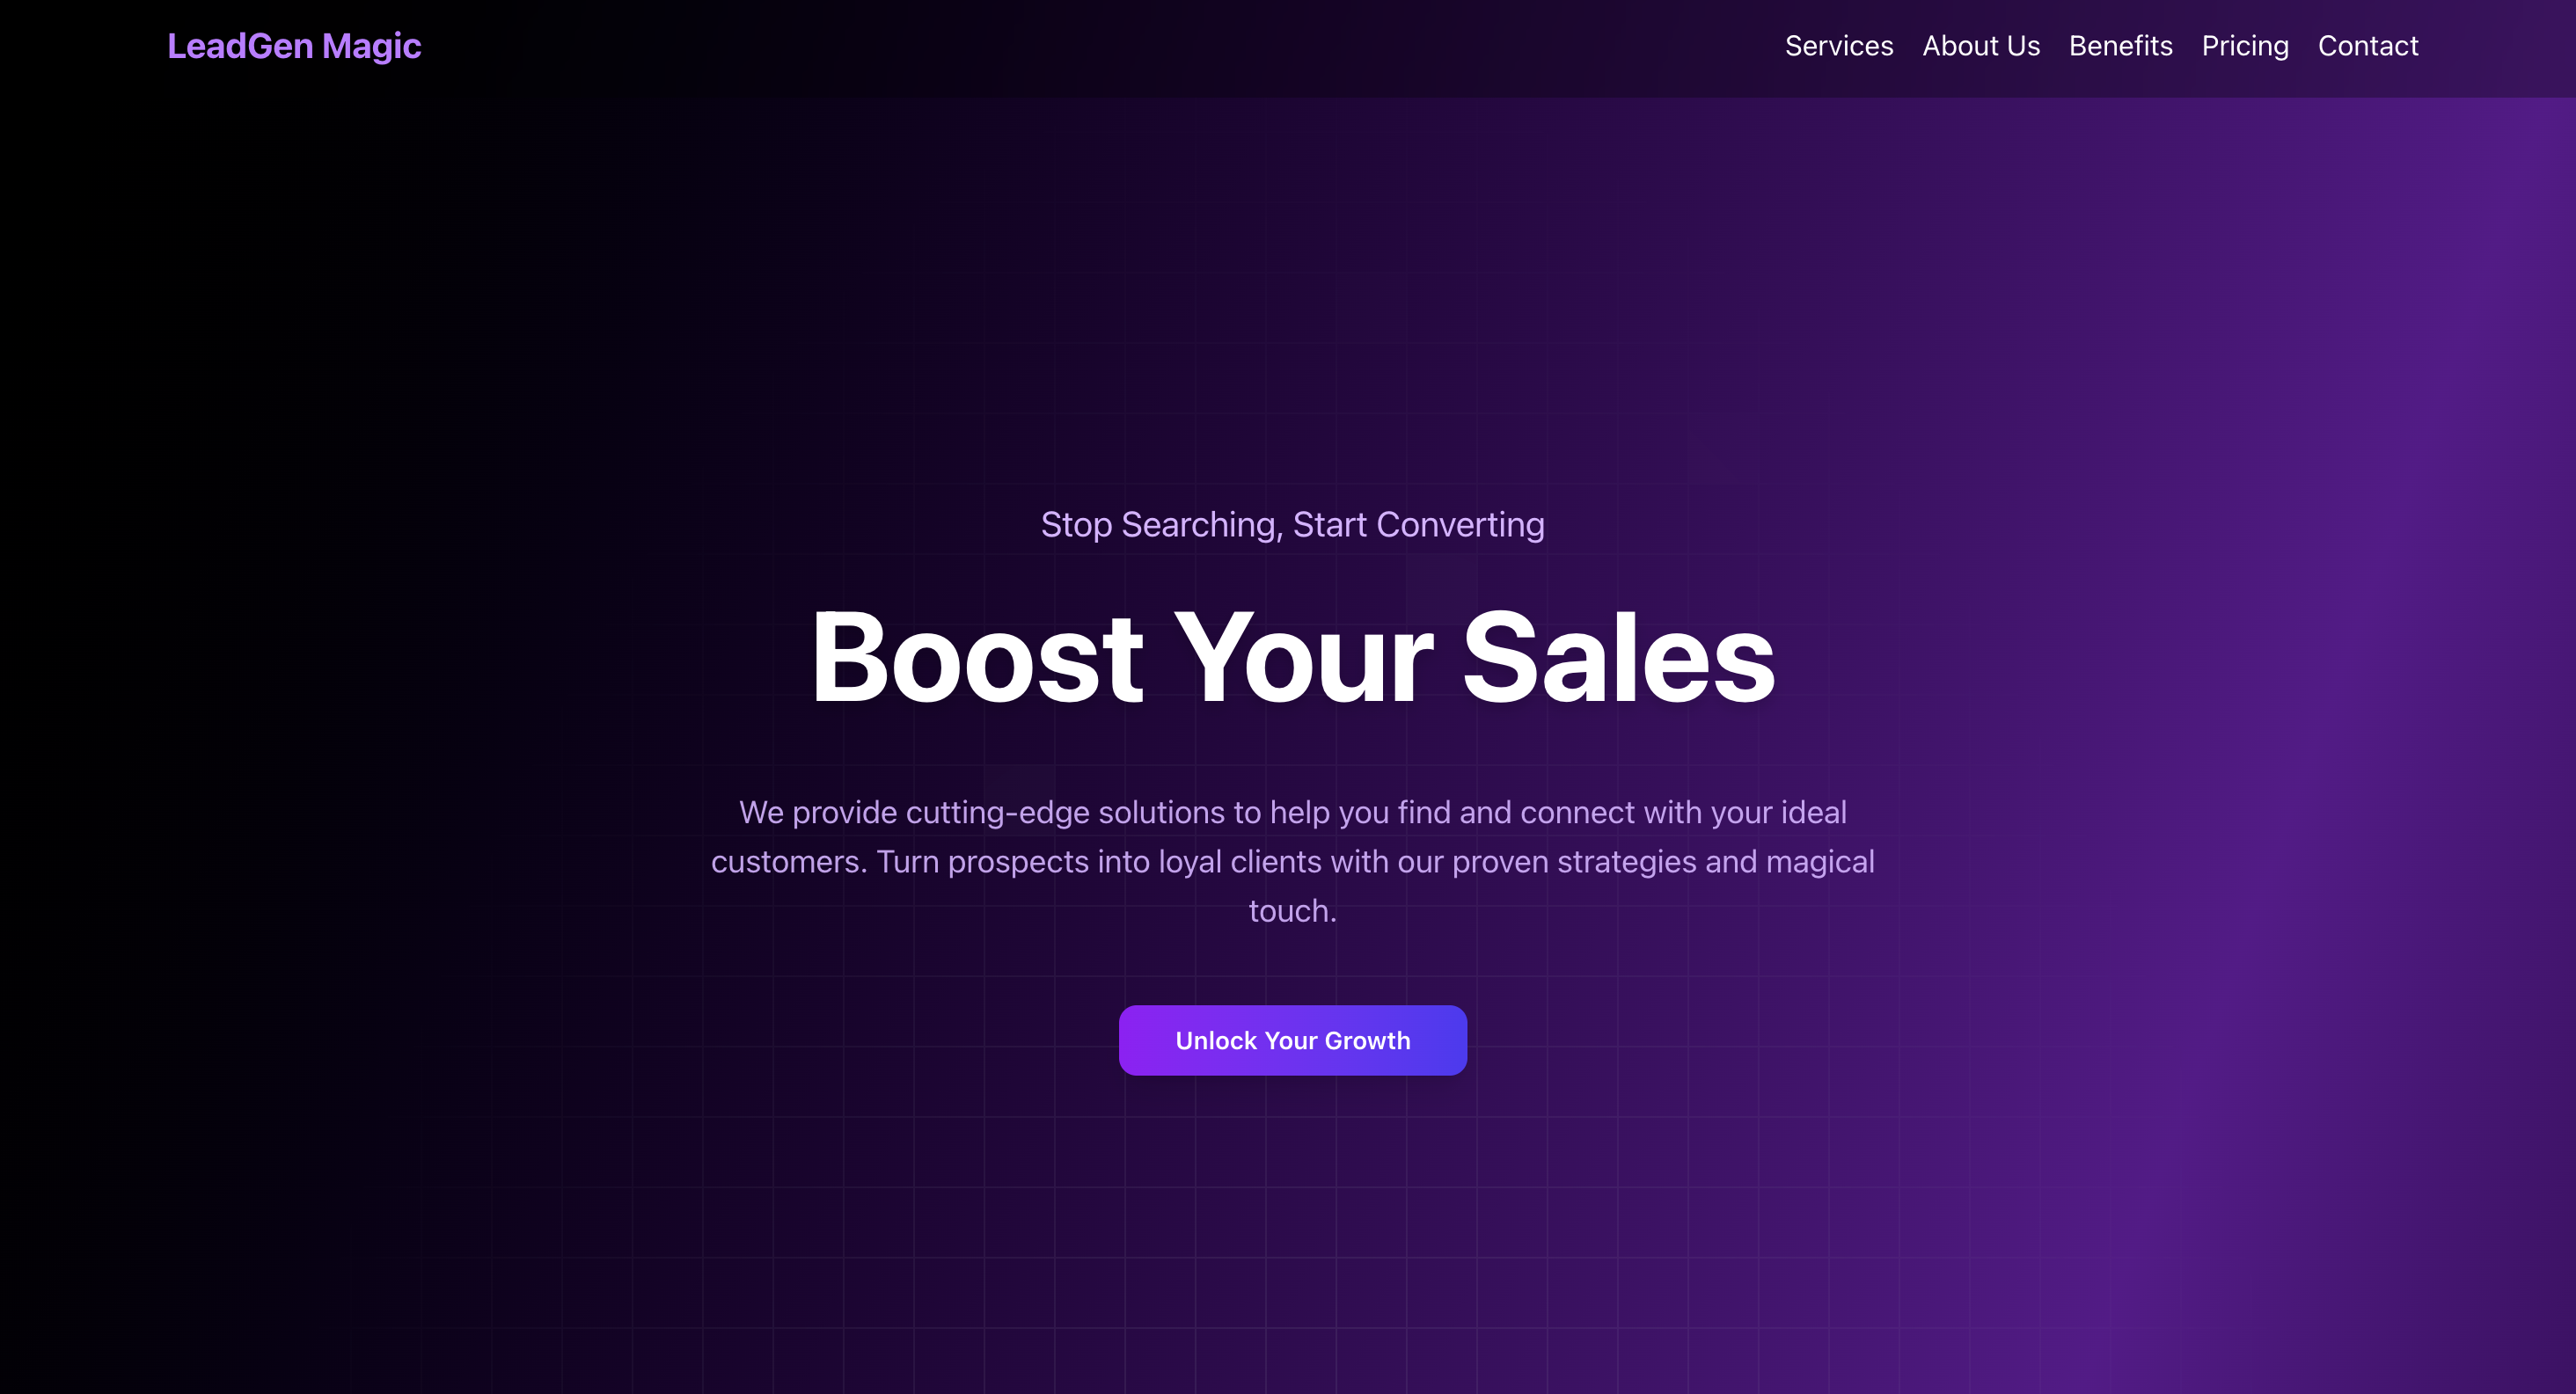 LeadGen Magic
Services About Us Benefits Pricing Contact
Stop Searching, Start Converting
Boost Your Sales
We provide cutting-edge solutions to help you find and connect with your ideal
customers. Turn prospects into loyal clients with our proven strategies and magical
touch.
Unlock Your Growth